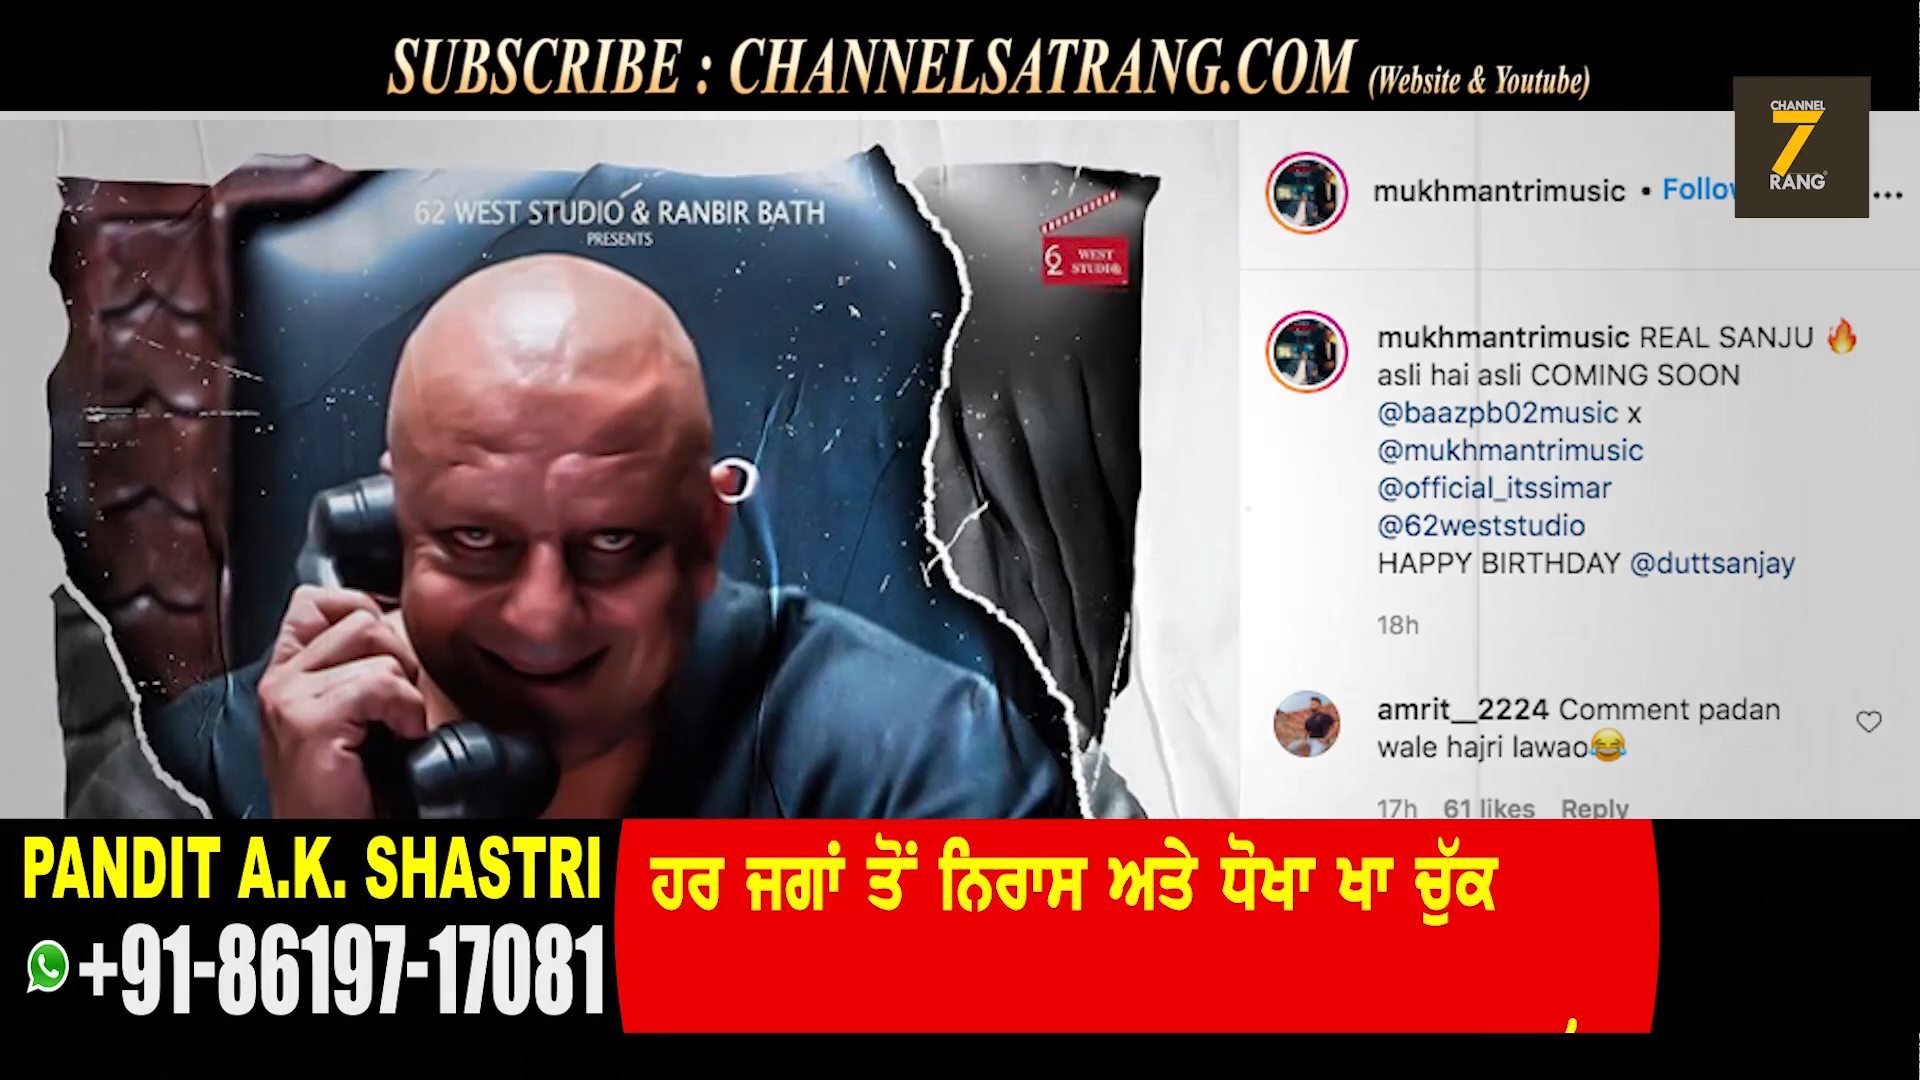 SUBSCRIBE : CHANNELSATRANG.COM (Website & Youtube)
CHANNEL
7
RANG
62 WEST STUDIO & RANBIR BATH
PRESENTS
62 WEST
STUDIO
mukhmantrimusic •
mukhmantrimusic REAL SANJU 🔥
asli hai asli COMING SOON
@baazpb02music x
@mukhmantrimusic
@official_itssimar
@62weststudio
HAPPY BIRTHDAY @duttsanjay
18h
amrit__2224 Comment padan
wale hajri lawao😂
17h 61 likes Reply
PANDIT A.K. SHASTRI
+91-86197-17081
ਹਰ ਜਗਾਂ ਤੋਂ ਨਿਰਾਸ ਅਤੇ ਧੋਖਾ ਖਾ ਚੁੱਕ